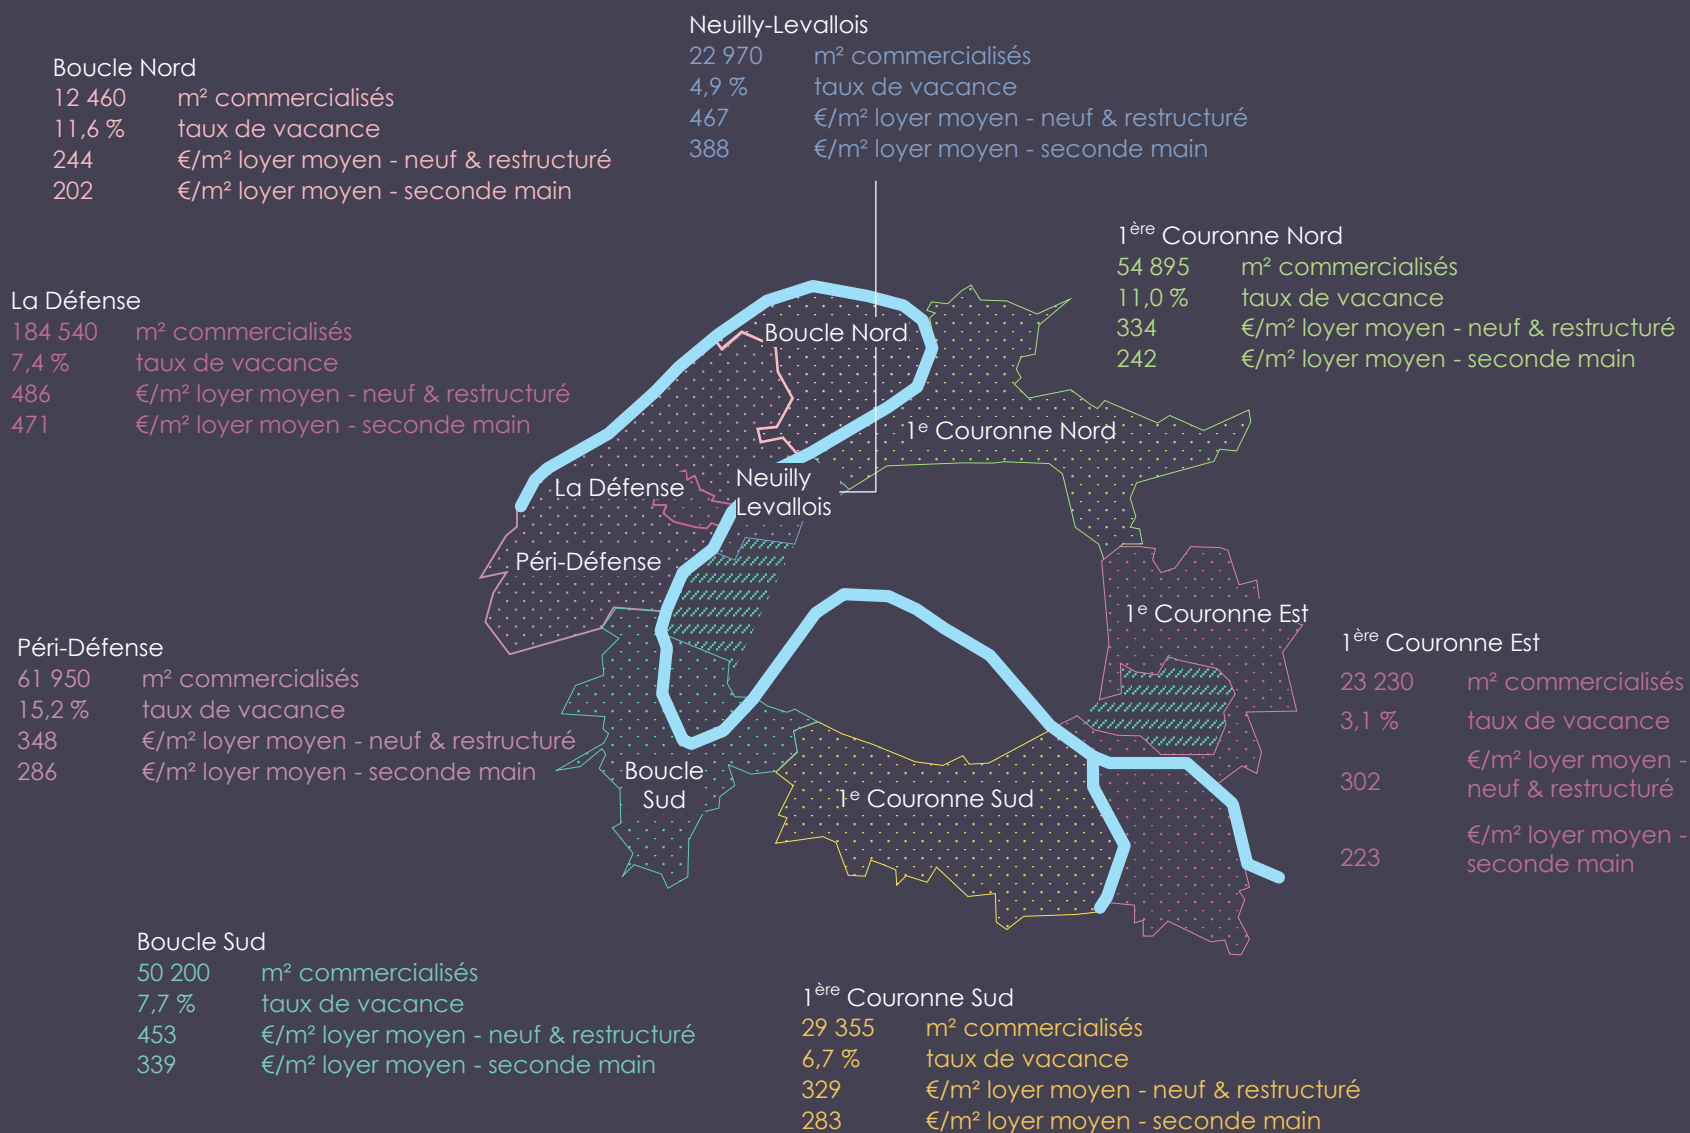 Neuilly-Levallois
22 970 m² commercialisés
4,9 % taux de vacance
467 €/m² loyer moyen - neuf & restructuré
388 €/m² loyer moyen - seconde main
Boucle Nord
12 460 m² commercialisés
11,6 % taux de vacance
244 €/m² loyer moyen - neuf & restructuré
202 €/m² loyer moyen - seconde main
1ère Couronne Nord
54 895 m² commercialisés
11,0 % taux de vacance
334 €/m² loyer moyen - neuf & restructuré
242 €/m² loyer moyen - seconde main
La Défense
184 540 m² commercialisés
7,4 % taux de vacance
486 €/m² loyer moyen - neuf & restructuré
471 €/m² loyer moyen - seconde main
Boucle Nord
1e Couronne Nord
La Défense
Neuilly
Levallois
Péri-Défense
1e Couronne Est
Boucle
Sud
1e Couronne Sud
Péri-Défense
61 950 m² commercialisés
15,2 % taux de vacance
348 €/m² loyer moyen - neuf & restructuré
286 €/m² loyer moyen - seconde main
1ère Couronne Est
23 230 m² commercialisés
3,1 % taux de vacance
302 €/m² loyer moyen -
neuf & restructuré
223 €/m² loyer moyen -
seconde main
Boucle Sud
50 200 m² commercialisés
7,7 % taux de vacance
453 €/m² loyer moyen - neuf & restructuré
339 €/m² loyer moyen - seconde main
1ère Couronne Sud
29 355 m² commercialisés
6,7 % taux de vacance
329 €/m² loyer moyen - neuf & restructuré
283 €/m² loyer moyen - seconde main